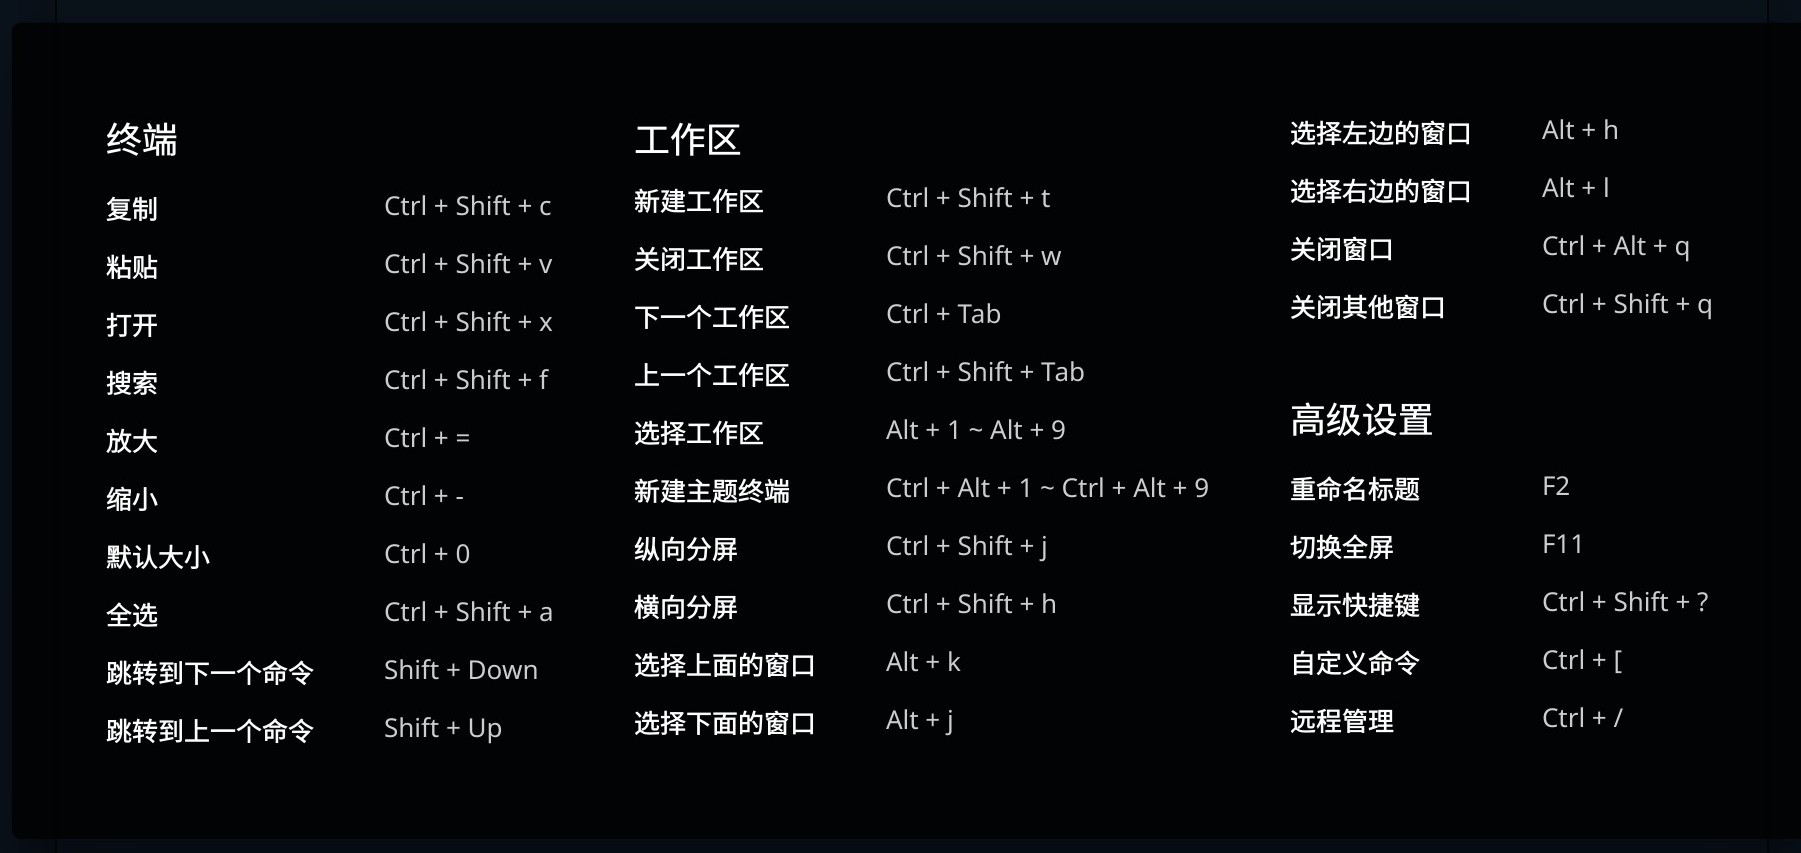 终端
复制 Ctrl + Shift + c
粘贴 Ctrl + Shift + v
打开 Ctrl + Shift + x
搜索 Ctrl + Shift + f
放大 Ctrl + =
缩小 Ctrl + -
默认大小 Ctrl + 0
全选 Ctrl + Shift + a
跳转到下一个命令 Shift + Down
跳转到上一个命令 Shift + Up
工作区
新建工作区 Ctrl + Shift + t
关闭工作区 Ctrl + Shift + w
下一个工作区 Ctrl + Tab
上一个工作区 Ctrl + Shift + Tab
选择工作区 Alt + 1 ~ Alt + 9
新建主题终端 Ctrl + Alt + 1 ~ Ctrl + Alt + 9
纵向分屏 Ctrl + Shift + j
横向分屏 Ctrl + Shift + h
选择上面的窗口 Alt + k
选择下面的窗口 Alt + j
选择左边的窗口 Alt + h
选择右边的窗口 Alt + l
关闭窗口 Ctrl + Alt + q
关闭其他窗口 Ctrl + Shift + q
高级设置
重命名标题 F2
切换全屏 F11
显示快捷键 Ctrl + Shift + ?
自定义命令 Ctrl + [
远程管理 Ctrl + /